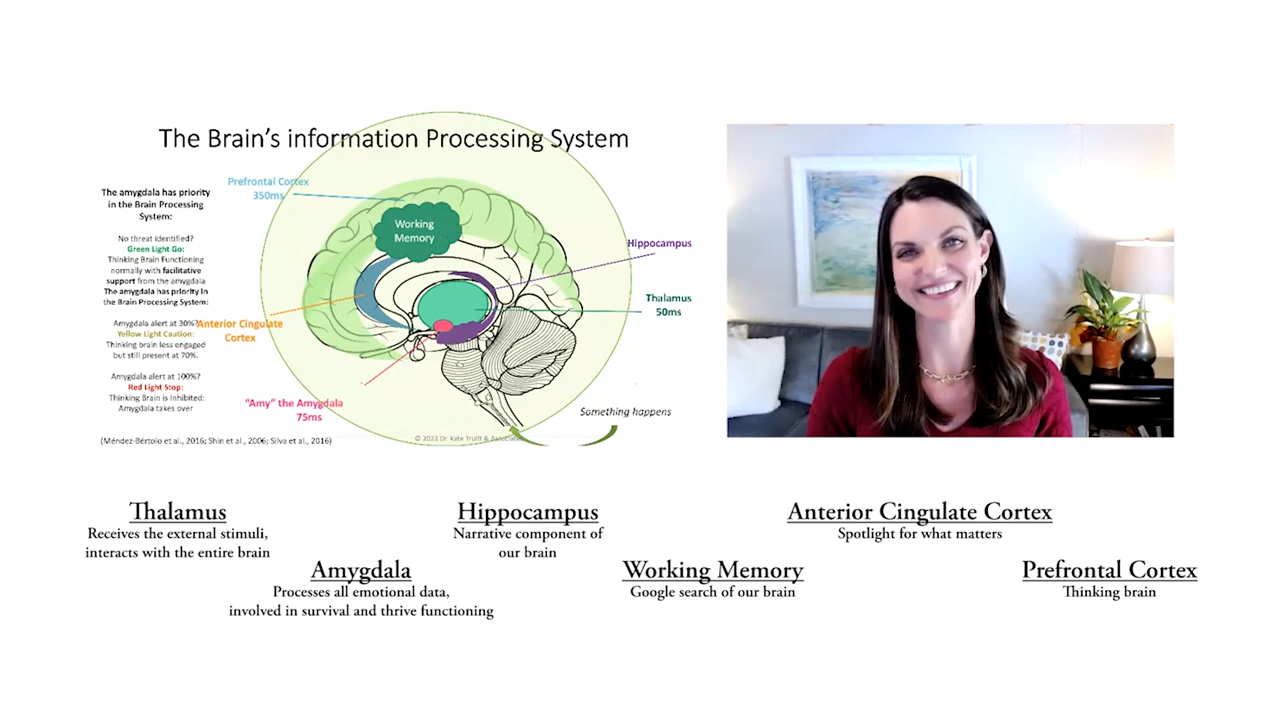 The Brain's information Processing System
The amygdala has priority
in the Brain Processing
System:
No threat identified?
Green Light Go:
Thinking Brain Functioning
normally with facilitative
support from the amygdala
The amygdala has priority in
the Brain Processing System:
Amygdala alert at 30%?
Yellow Light Caution:
Thinking brain less engaged
but still present at 70%.
Amygdala alert at 100%?
Red Light Stop:
Thinking Brain is Inhibited:
Amygdala takes over
(Méndez-Bértolo et al., 2016; Shin et al., 2006; Silva et al., 2016)
Prefrontal Cortex
350ms
Working
Memory
Hippocampus
Thalamus
50ms
Anterior Cingulate
Cortex
"Amy" the Amygdala
75ms
Something happens
© 2022 Dr. Kate Truitt & Associates
Thalamus
Receives the external stimuli,
interacts with the entire brain
Amygdala
Processes all emotional data,
involved in survival and thrive functioning
Hippocampus
Narrative component of
our brain
Working Memory
Google search of our brain
Anterior Cingulate Cortex
Spotlight for what matters
Prefrontal Cortex
Thinking brain